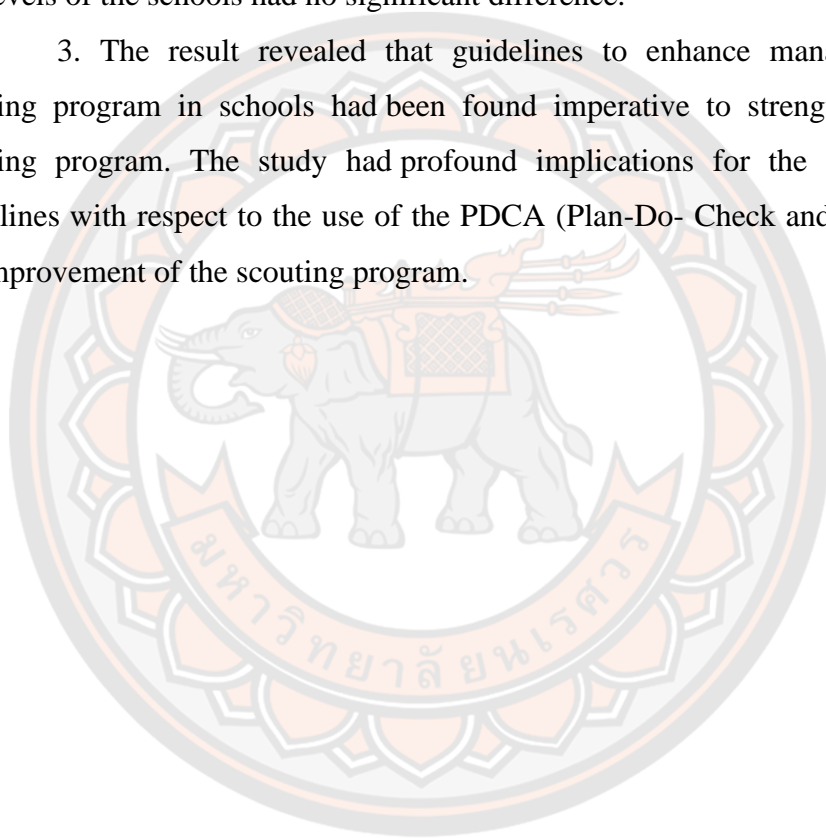 evels of the schools had no significant difference.
3. The result revealed that guidelines to enhance mana
ing program in schools had been found imperative to streng
ing program. The study had profound implications for the
lines with respect to the use of the PDCA (Plan-Do- Check and
nprovement of the scouting program.
มหาวิทยาลัยนเรศวร